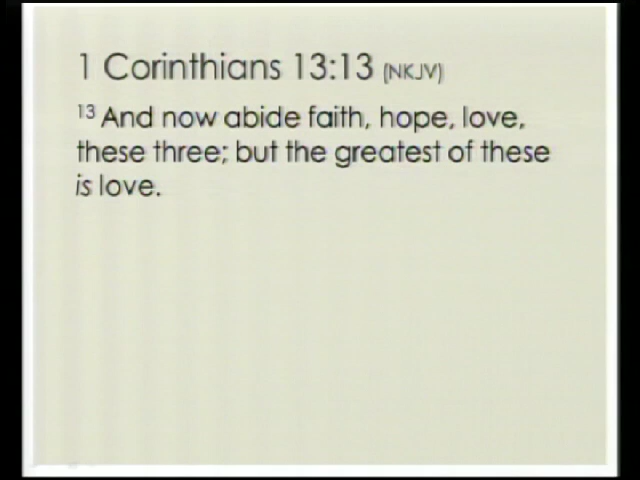 1 Corinthians 13:13 (NKJV)
13 And now abide faith, hope, love,
these three; but the greatest of these
is love.